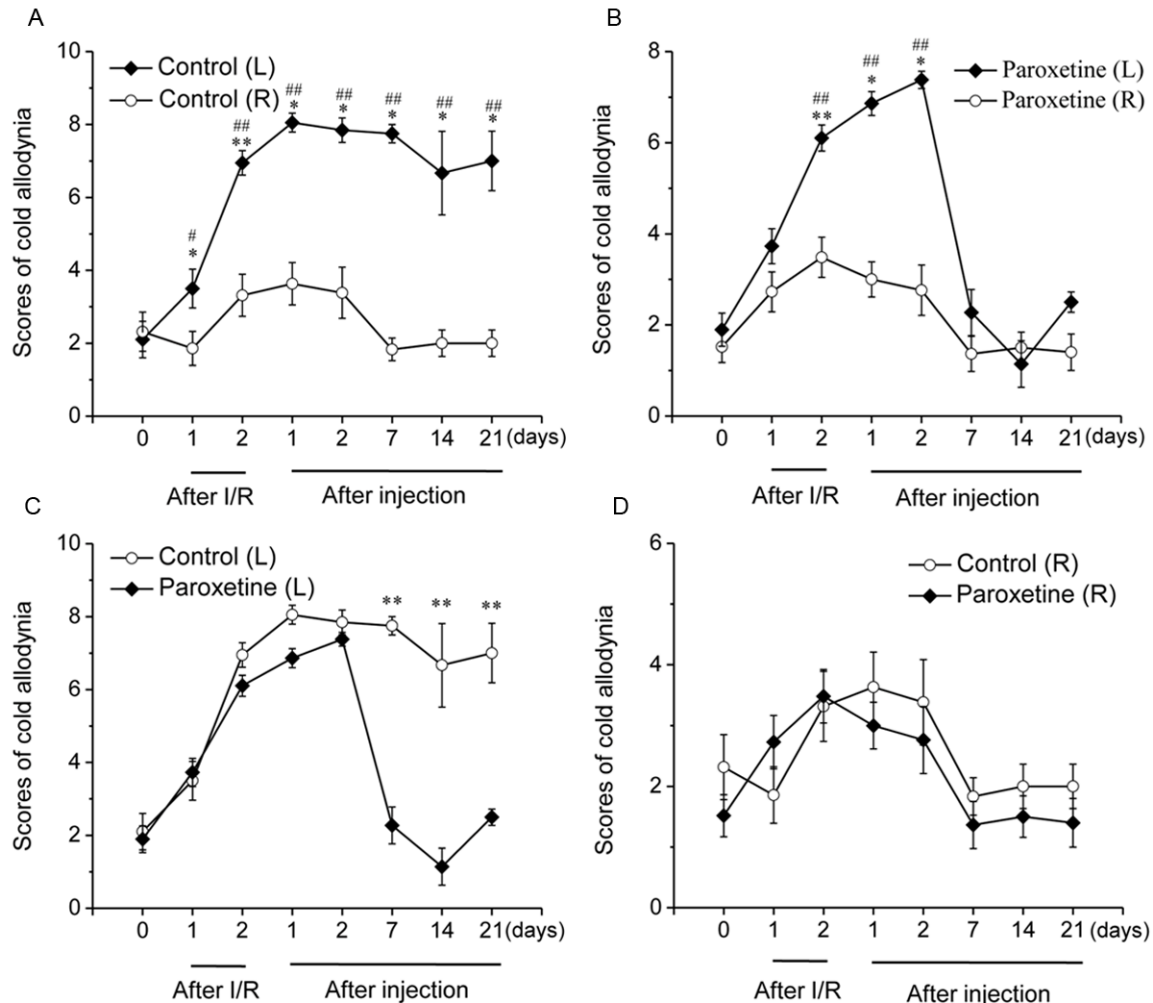 A
Scores of cold allodynia
10
8
6
4
2
0
Control (L)
Control (R)
#
*
##
**
##
*
##
*
##
*
##
*
##
*
0 1 2 1 2 7 14 21 (days)
After I/R After injection
B
Scores of cold allodynia
8
6
4
2
0
Paroxetine (L)
Paroxetine (R)
##
**
##
*
##
*
0 1 2 1 2 7 14 21 (days)
After I/R After injection
C
Scores of cold allodynia
10
8
6
4
2
0
Control (L)
Paroxetine (L)
** ** **
0 1 2 1 2 7 14 21 (days)
After I/R After injection
D
Scores of cold allodynia
6
4
2
0
Control (R)
Paroxetine (R)
0 1 2 1 2 7 14 21 (days)
After I/R After injection